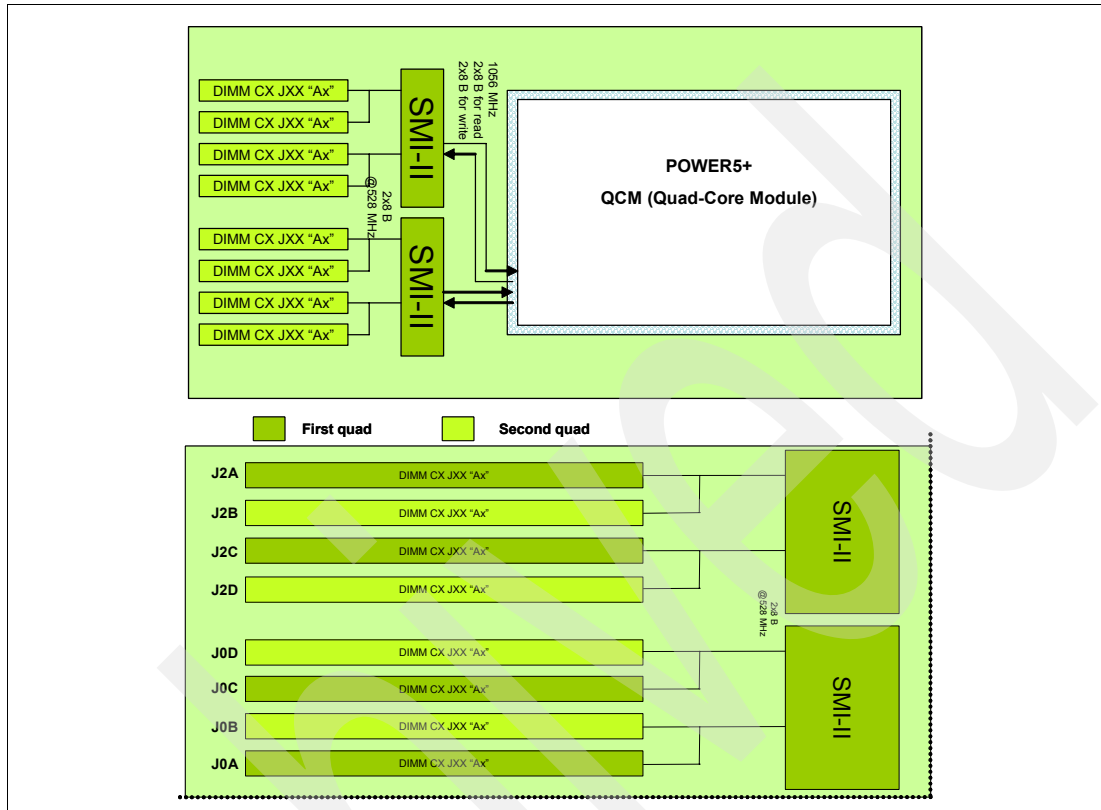 1056 MHz
2x8 B for read
2x8 B for write
DIMM CX JXX “Ax”
DIMM CX JXX “Ax”
DIMM CX JXX “Ax”
DIMM CX JXX “Ax”
SMI-II
2x8 B
@528 MHz
DIMM CX JXX “Ax”
DIMM CX JXX “Ax”
DIMM CX JXX “Ax”
DIMM CX JXX “Ax”
SMI-II
POWER5+
QCM (Quad-Core Module)
First quad
Second quad
J2A DIMM CX JXX “Ax”
J2B DIMM CX JXX “Ax”
J2C DIMM CX JXX “Ax”
J2D DIMM CX JXX “Ax”
SMI-II
2x8 B
@528 MHz
J0D DIMM CX JXX “Ax”
J0C DIMM CX JXX “Ax”
J0B DIMM CX JXX “Ax”
J0A DIMM CX JXX “Ax”
SMI-II